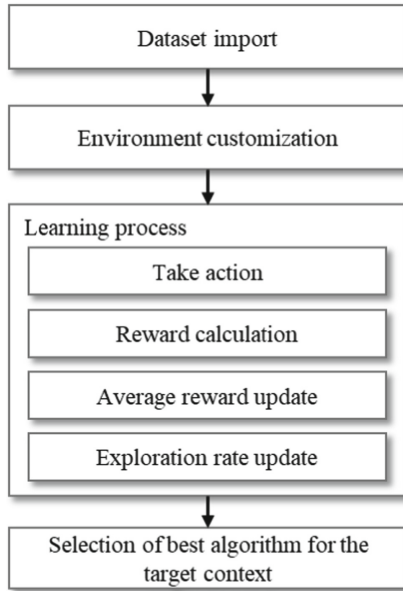 Dataset import
Environment customization
Learning process
Take action
Reward calculation
Average reward update
Exploration rate update
Selection of best algorithm for the
target context